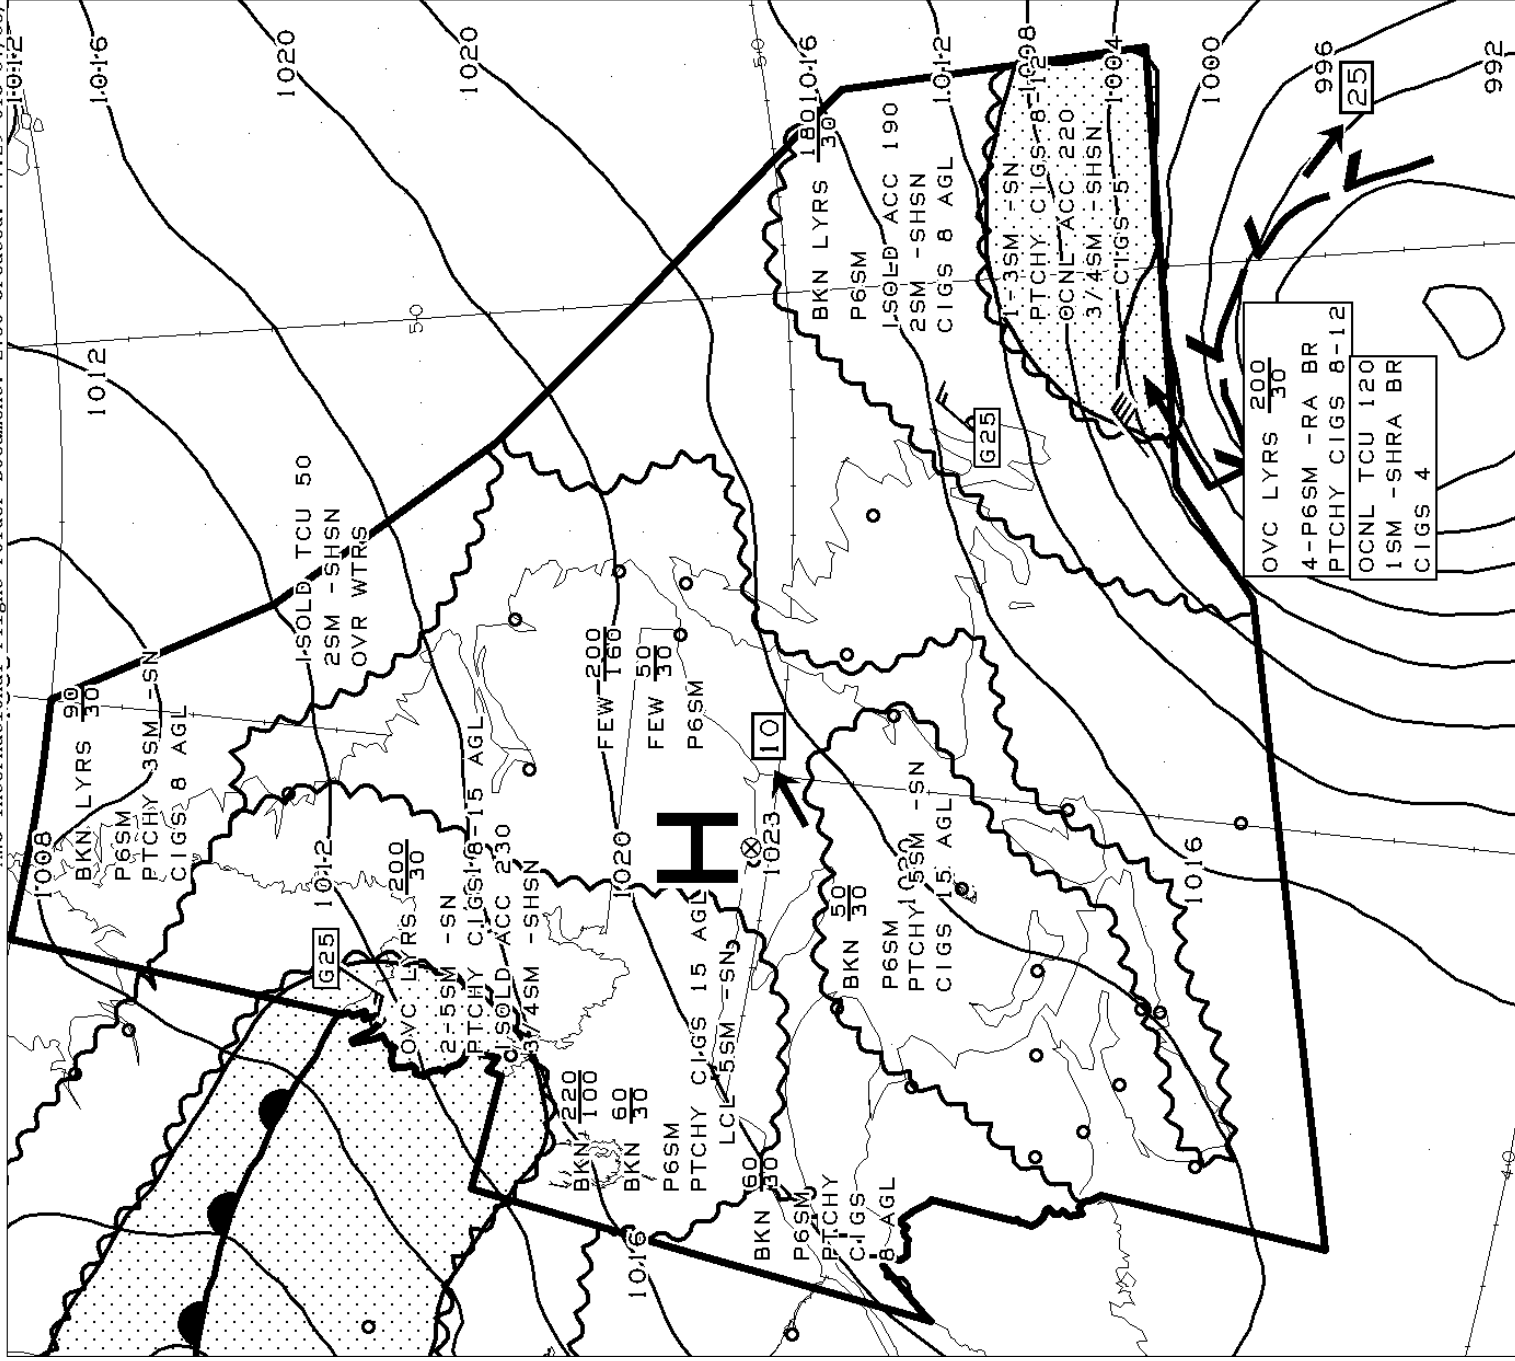 1012
1016
1020
1020
1016
1012
1008
1004
1000
996
992
50
50
40
1012
1008
1012
1020
1023
1016
1016
H
10
25
G25
G25
BKN LYRS 90
30
P6SM
PTCHY 3SM -SN
CIGS 8 AGL
ISOLD TCU 50
2SM -SHSN
OVR WTRS
OVC LYRS 200
30
2-5SM -SN
PTCHY CIGS 8-15 AGL
ISOLD ACC 230
3/4SM -SHSN
FEW 200
160
FEW 50
30
P6SM
BKN 220
100
BKN 60
30
P6SM
PTCHY CIGS 15 AGL
LCL 5SM -SN
BKN 60
30
P6SM
PTCHY
CIGS
8 AGL
BKN 50
30
P6SM
PTCHY 5SM -SN
CIGS 15 AGL
BKN LYRS 180
30
P6SM
ISOLD ACC 190
2SM -SHSN
CIGS 8 AGL
1-3SM -SN
PTCHY CIGS 8-12
OCNL ACC 220
3/4SM -SHSN
CIGS 5
OVC LYRS 200
30
4-P6SM -RA BR
PTCHY CIGS 8-12
OCNL TCU 120
1SM -SHRA BR
CIGS 4